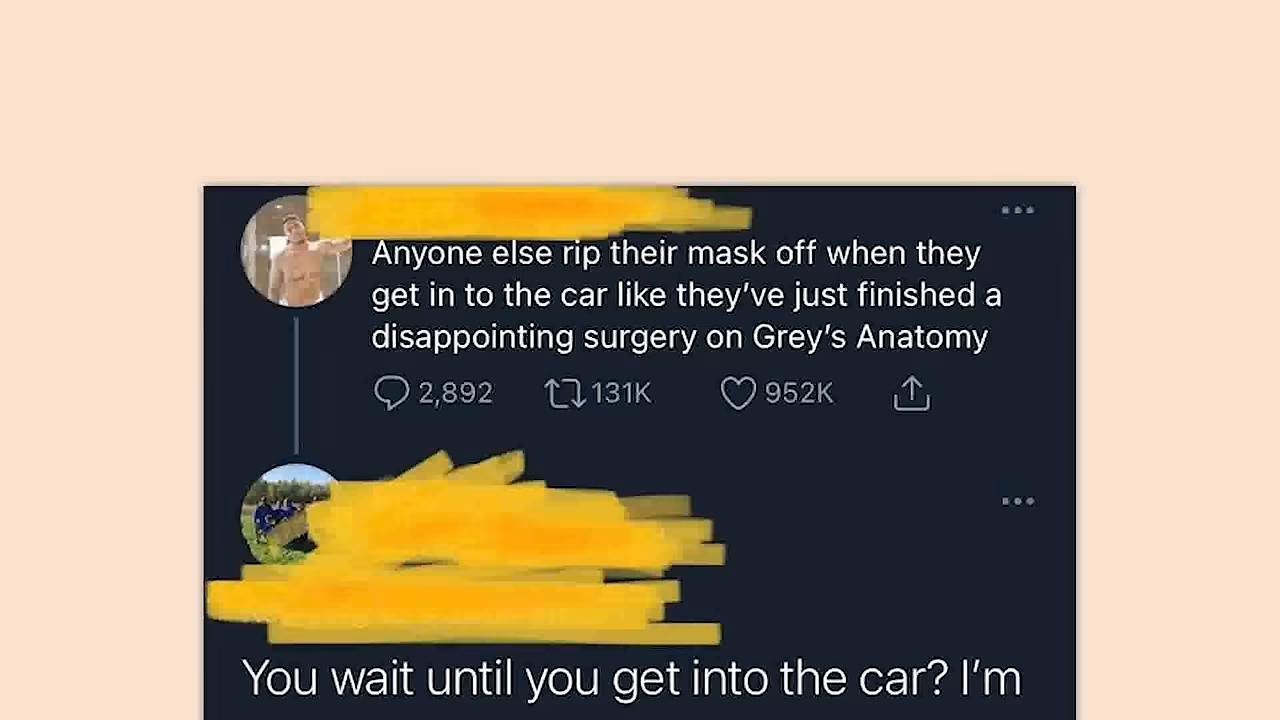 Anyone else rip their mask off when they
get in to the car like they’ve just finished a
disappointing surgery on Grey’s Anatomy
2,892 131K 952K
You wait until you get into the car? I’m